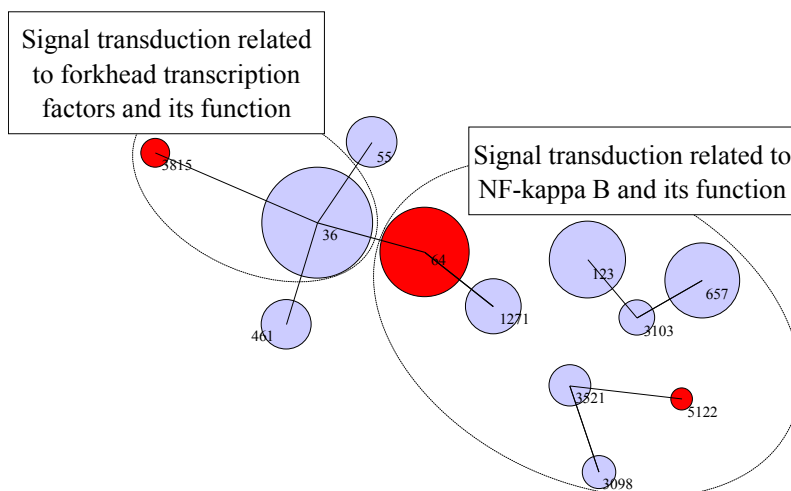 Signal transduction related
to forkhead transcription
factors and its function
Signal transduction related to
NF-kappa B and its function
55
3815
36
64
123
657
1271
3103
461
3521
5122
3098